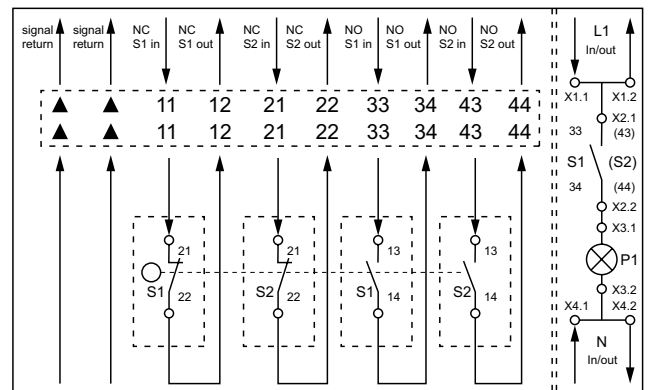 signal return signal return NC S1 in NC S1 out NC S2 in NC S2 out NO S1 in NO S1 out NO S2 in NO S2 out
▲ ▲ 11 12 21 22 33 34 43 44
▲ ▲ 11 12 21 22 33 34 43 44
21 21 13 13
S1 S2 S1 S2
22 22 14 14
L1
In/out
X1.1 X1.2
X2.1
33 (43)
S1 (S2)
34 (44)
X2.2
X3.1
P1
X3.2
X4.1 X4.2
N
In/out